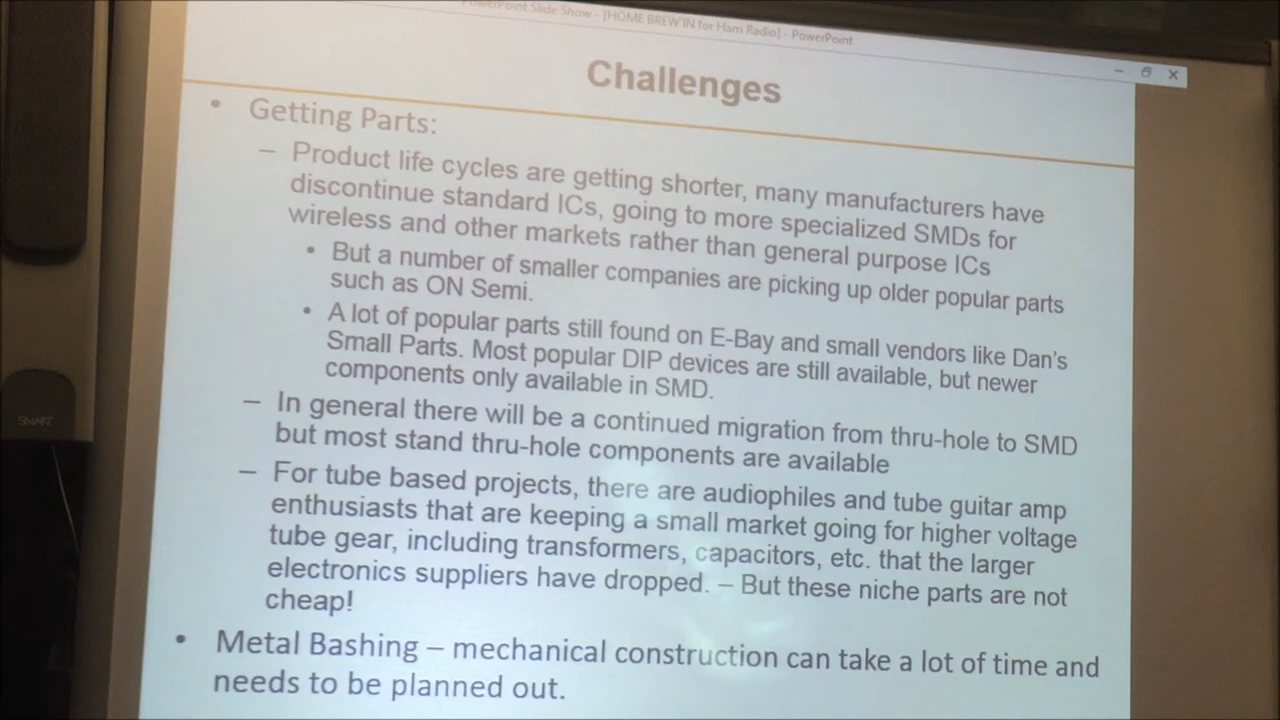 PowerPoint Slide Show - [HOME BREW'IN for Ham Radio] - PowerPoint
Challenges
• Getting Parts:
– Product life cycles are getting shorter, many manufacturers have
discontinue standard ICs, going to more specialized SMDs for
wireless and other markets rather than general purpose ICs
• But a number of smaller companies are picking up older popular parts
such as ON Semi.
• A lot of popular parts still found on E-Bay and small vendors like Dan's
Small Parts. Most popular DIP devices are still available, but newer
components only available in SMD.
– In general there will be a continued migration from thru-hole to SMD
but most stand thru-hole components are available
– For tube based projects, there are audiophiles and tube guitar amp
enthusiasts that are keeping a small market going for higher voltage
tube gear, including transformers, capacitors, etc. that the larger
electronics suppliers have dropped. – But these niche parts are not
cheap!
• Metal Bashing – mechanical construction can take a lot of time and
needs to be planned out.
SMART